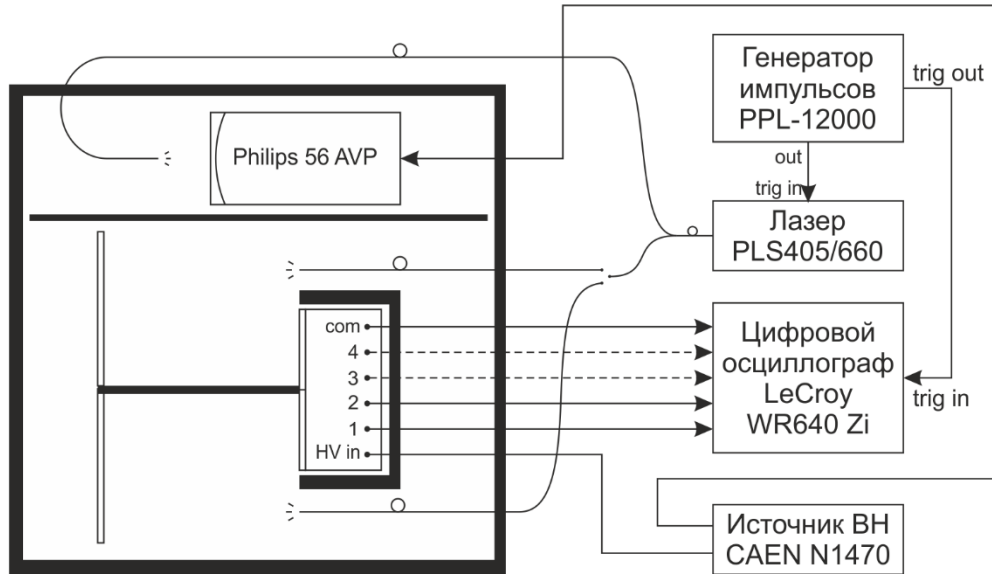 Генератор
импульсов
PPL-12000
trig out
out
trig in
Philips 56 AVP
Лазер
PLS405/660
com
4
3
2
1
HV in
Цифровой
осциллограф
LeCroy
WR640 Zi
trig in
Источник ВН
CAEN N1470